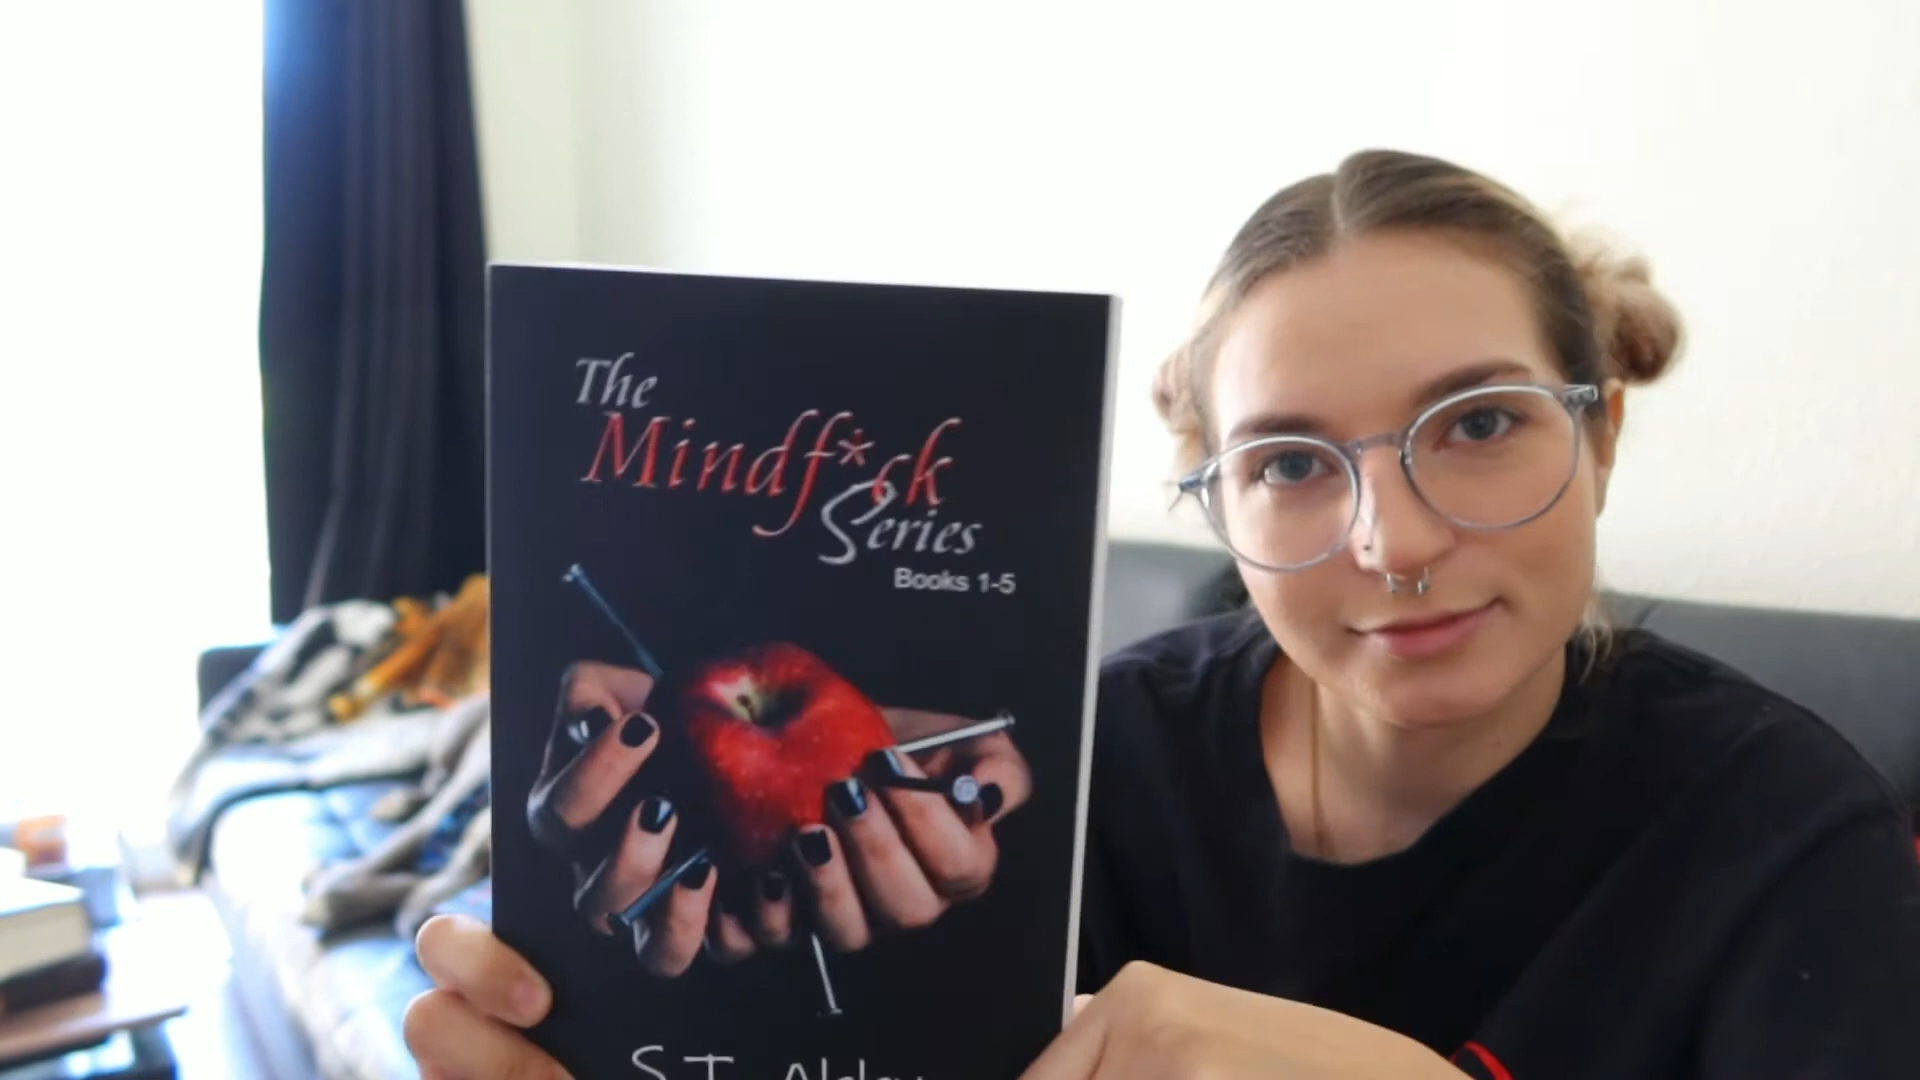 The
Mindf*ck
Series
Books 1-5
S.T.